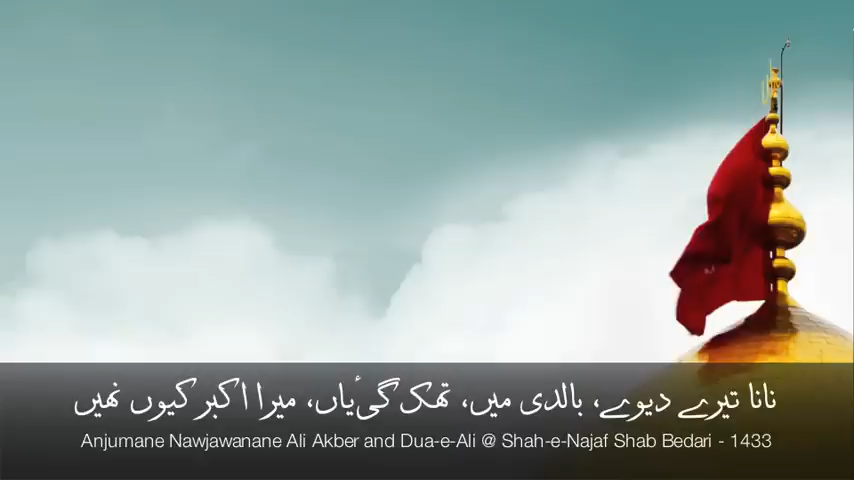 نانا تیرے دیوے، بالدی میں، تھک گئیاں، میرا اکبر کیوں نھیں
Anjumane Nawjawanane Ali Akber and Dua-e-Ali @ Shah-e-Najaf Shab Bedari - 1433